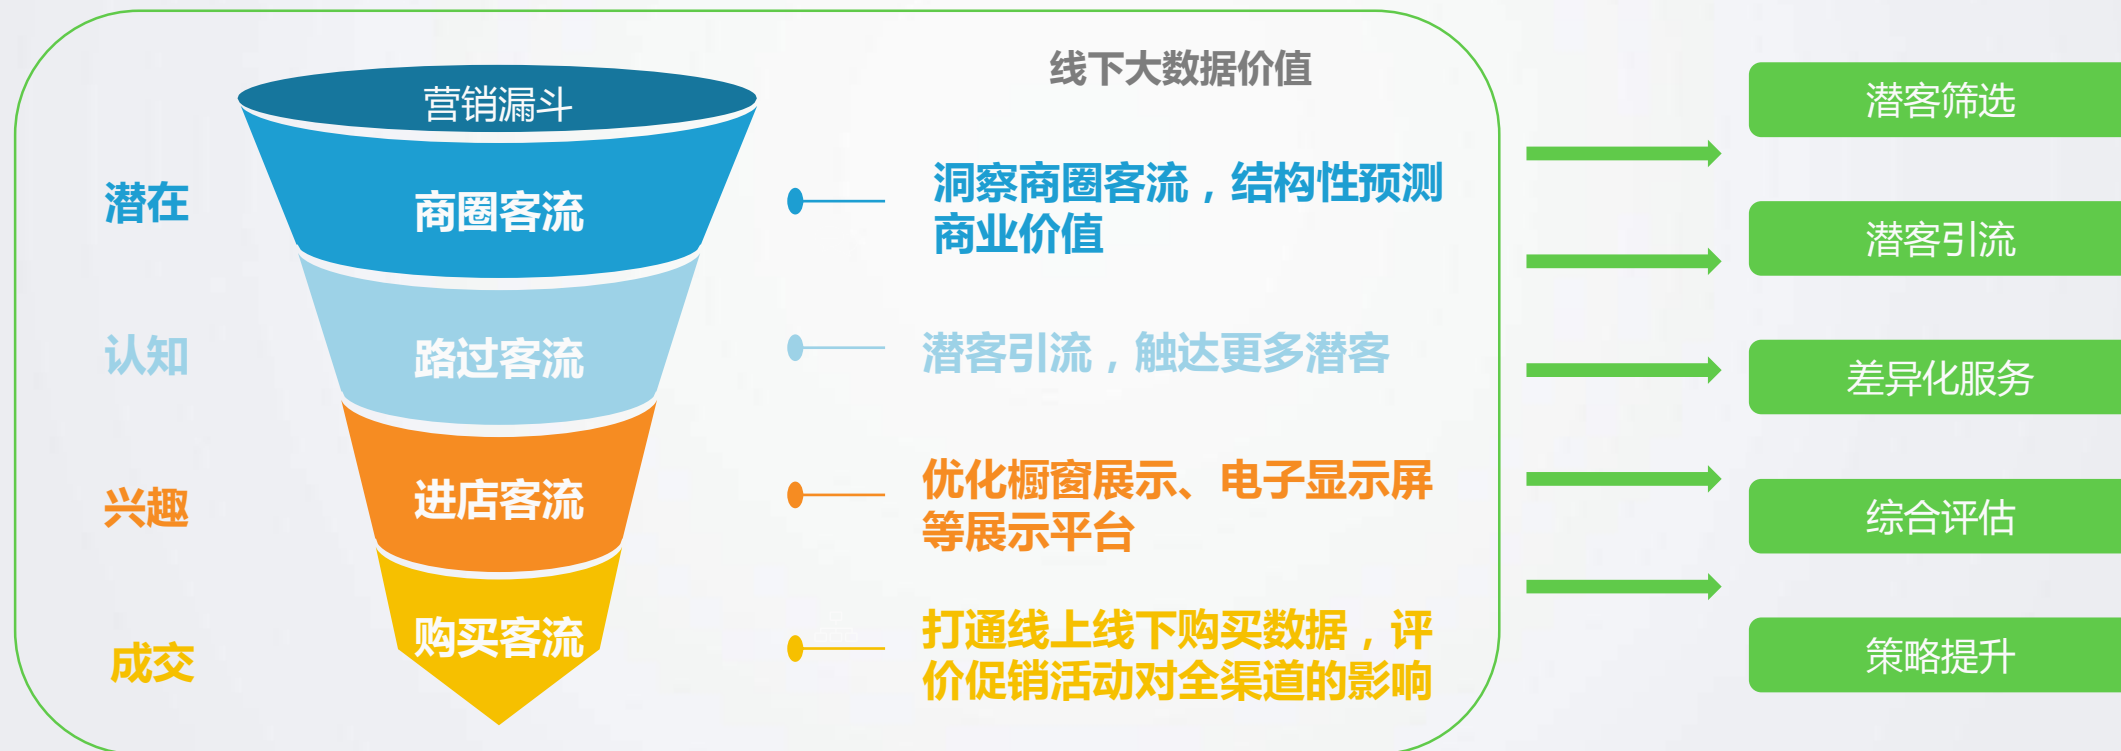 线下大数据价值
营销漏斗
潜在
商圈客流
洞察商圈客流，结构性预测
商业价值
认知
路过客流
潜客引流，触达更多潜客
兴趣
进店客流
优化橱窗展示、电子显示屏
等展示平台
成交
购买客流
打通线上线下购买数据，评
价促销活动对全渠道的影响
潜客筛选
潜客引流
差异化服务
综合评估
策略提升